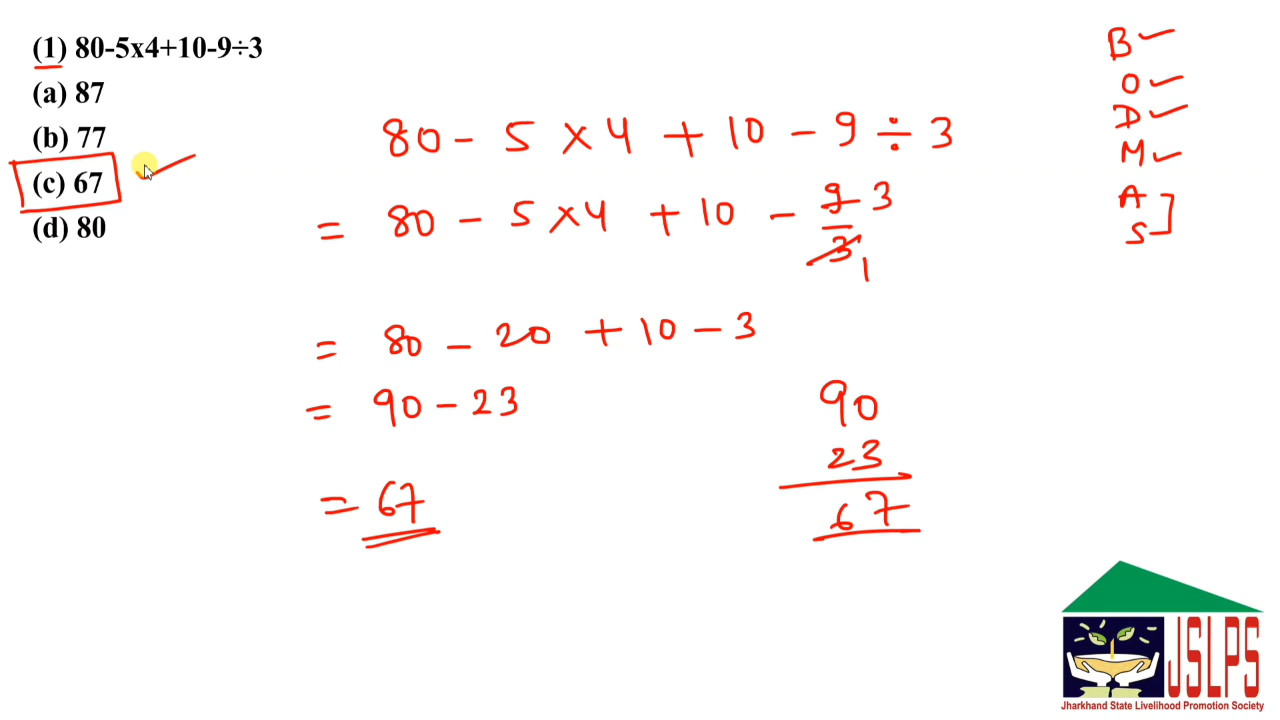 (1) 80-5x4+10-9÷3
(a) 87
(b) 77
(c) 67
(d) 80
80 - 5 × 4 + 10 - 9 ÷ 3
= 80 - 5 × 4 + 10 - 9/3 3 1
= 80 - 20 + 10 - 3
= 90 - 23
= 67
90
23
67
B
O
D
M
A
S
JSLPS
Jharkhand State Livelihood Promotion Society